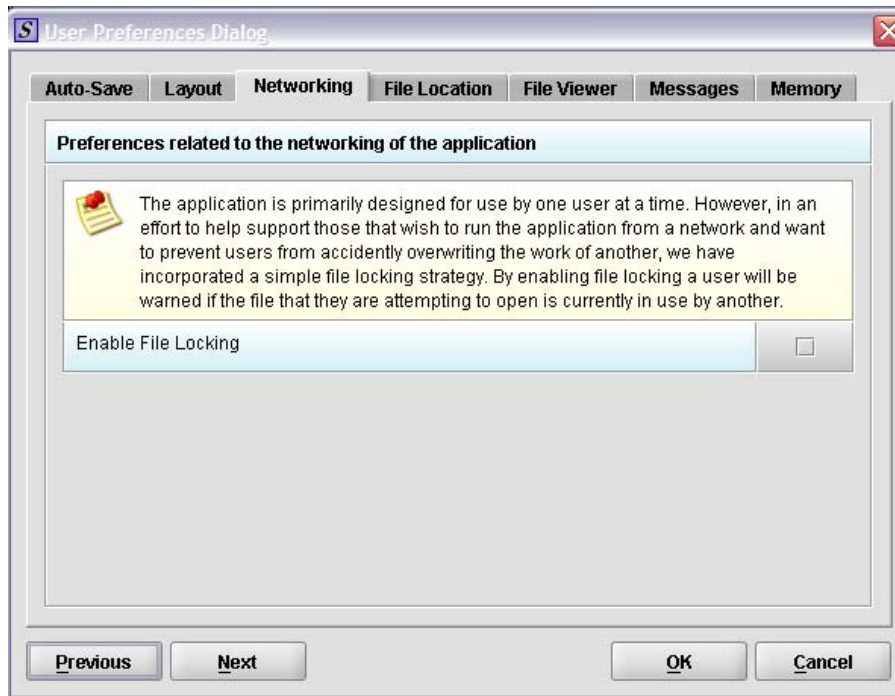 S User Preferences Dialog
Auto-Save Layout Networking File Location File Viewer Messages Memory
Preferences related to the networking of the application
The application is primarily designed for use by one user at a time. However, in an
effort to help support those that wish to run the application from a network and want
to prevent users from accidently overwriting the work of another, we have
incorporated a simple file locking strategy. By enabling file locking a user will be
warned if the file that they are attempting to open is currently in use by another.
Enable File Locking
Previous Next OK Cancel